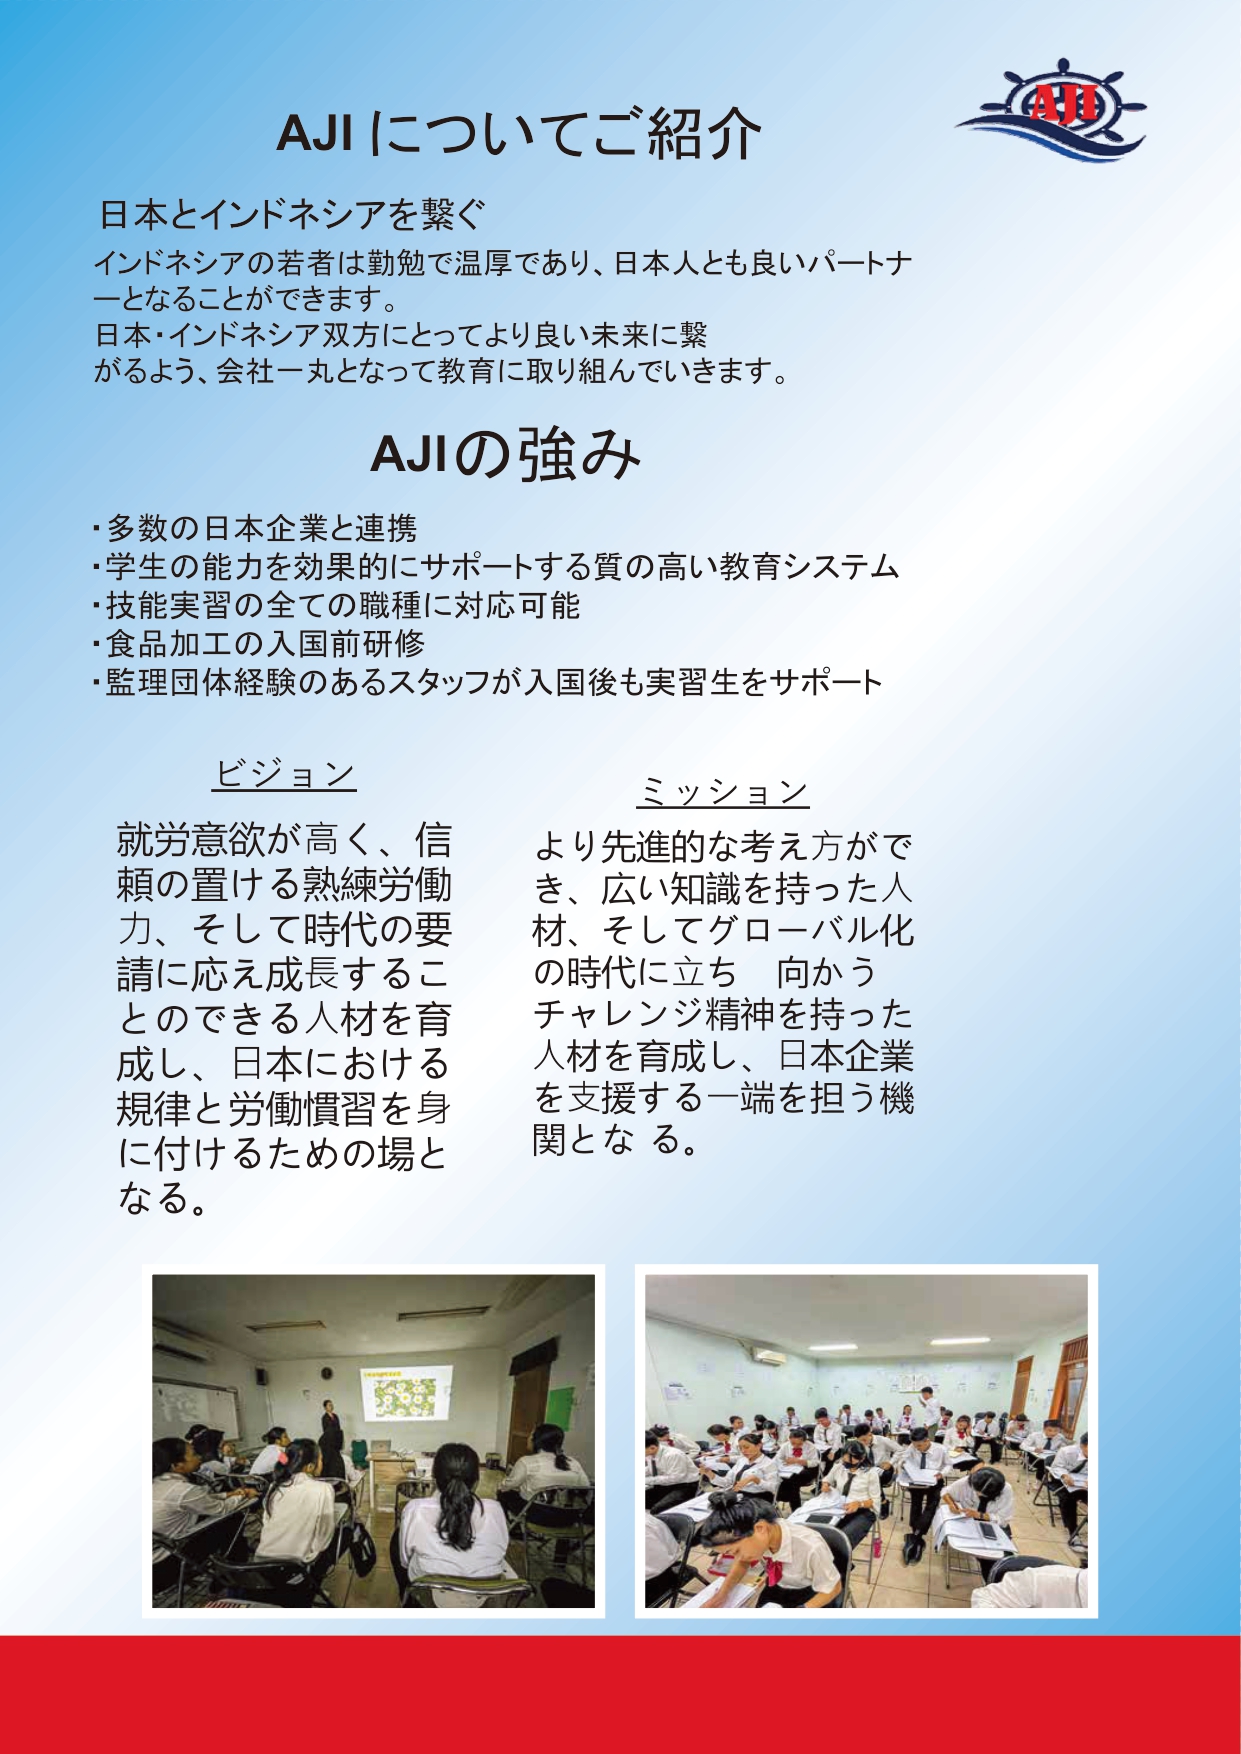 AJI
AJI についてご紹介
日本とインドネシアを繋ぐ
インドネシアの若者は勤勉で温厚であり、日本人とも良いパートナ
ーとなることができます。
日本・インドネシア双方にとってより良い未来に繋
がるよう、会社一丸となって教育に取り組んでいきます。
AJIの強み
・多数の日本企業と連携
・学生の能力を効果的にサポートする質の高い教育システム
・技能実習の全ての職種に対応可能
・食品加工の入国前研修
・監理団体経験のあるスタッフが入国後も実習生をサポート
ビジョン
就労意欲が高く、信
頼の置ける熟練労働
力、そして時代の要
請に応え成長するこ
とのできる人材を育
成し、日本における
規律と労働慣習を身
に付けるための場と
なる。
ミッション
より先進的な考え方がで
き、広い知識を持った人
材、そしてグローバル化
の時代に立ち　向かう
チャレンジ精神を持った
人材を育成し、日本企業
を支援する一端を担う機
関とな る。